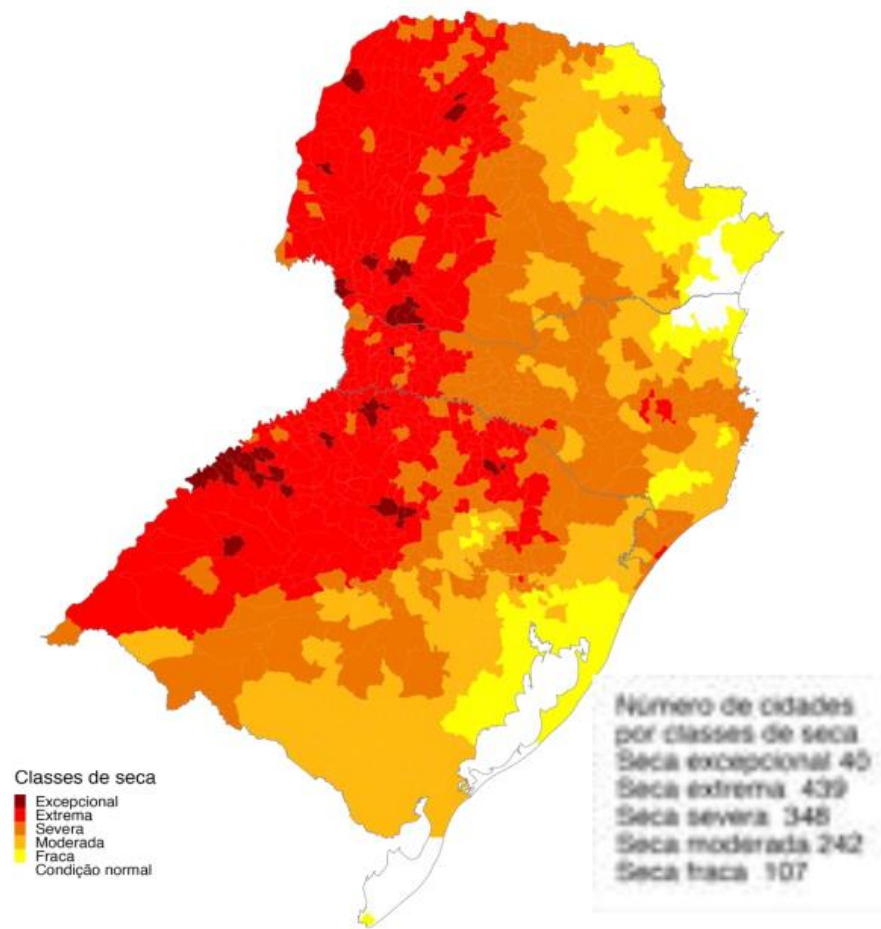 Classes de seca
Excepcional
Extrema
Severa
Moderada
Fraca
Condição normal
Número de cidades
por classes de seca
Seca excepcional 40
Seca extrema 439
Seca severa 348
Seca moderada 242
Seca fraca 107